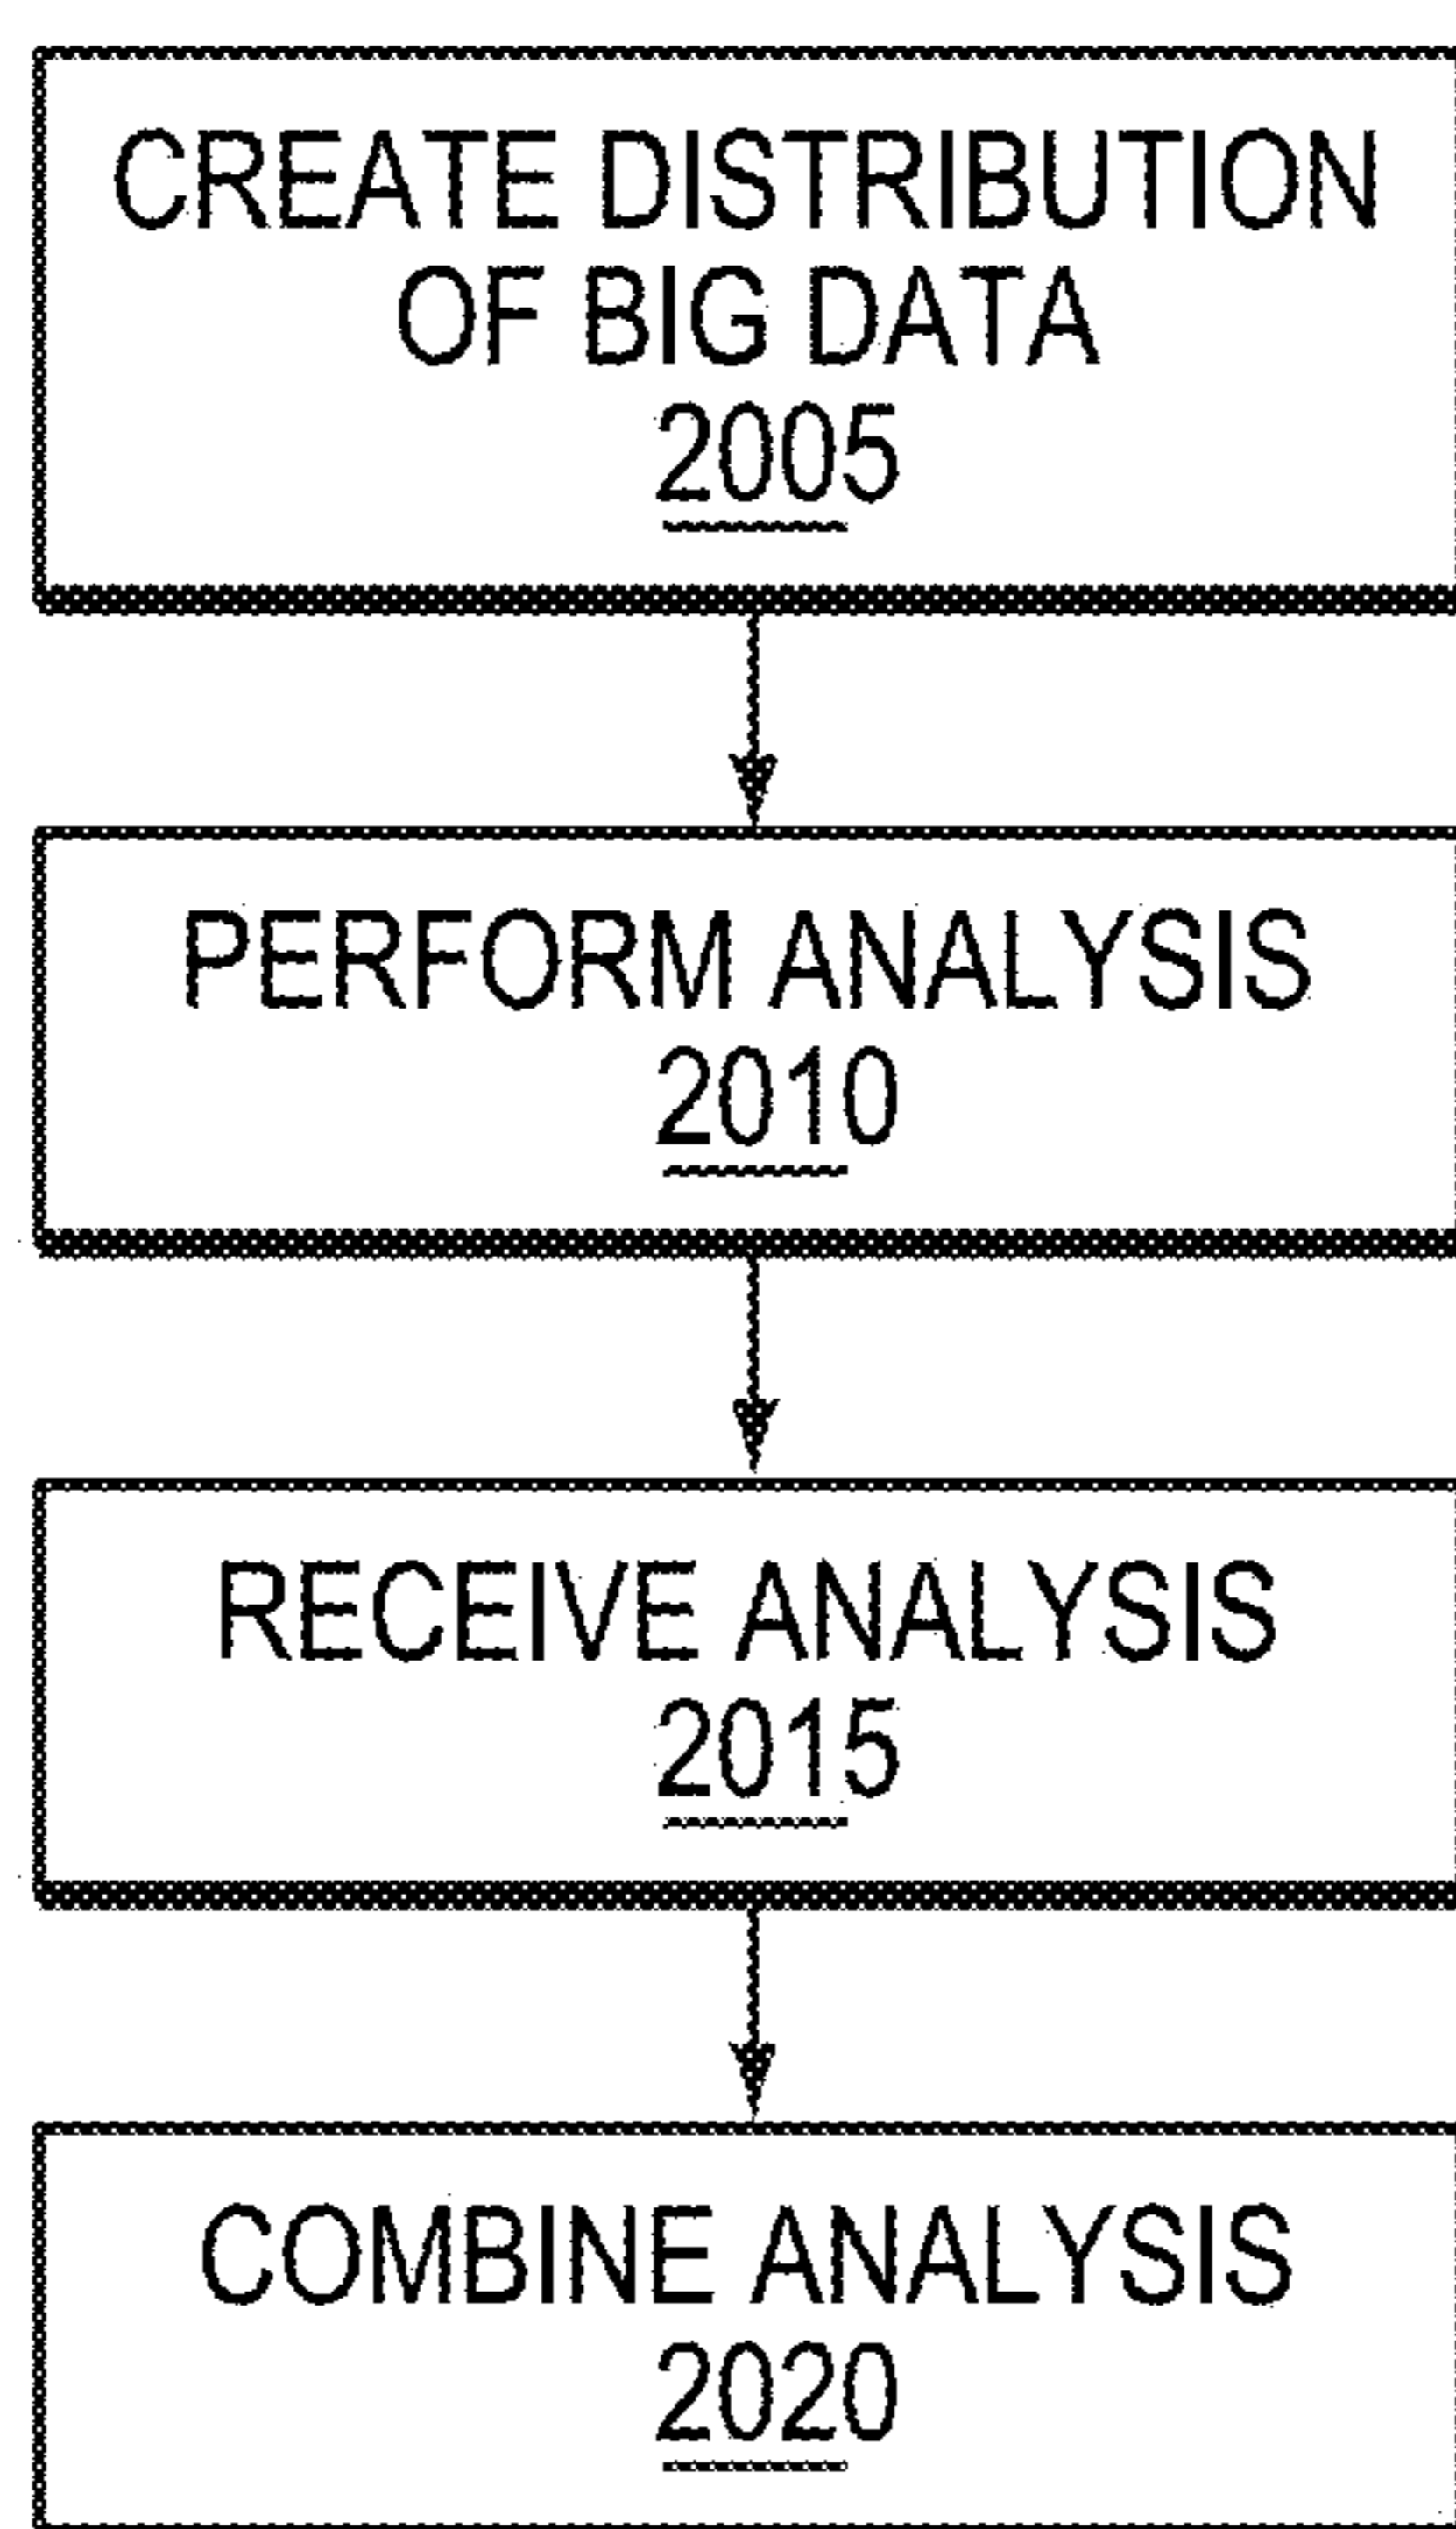 CREATE DISTRIBUTION
OF BIG DATA
2005
PERFORM ANALYSIS
2010
RECEIVE ANALYSIS
2015
COMBINE ANALYSIS
2020